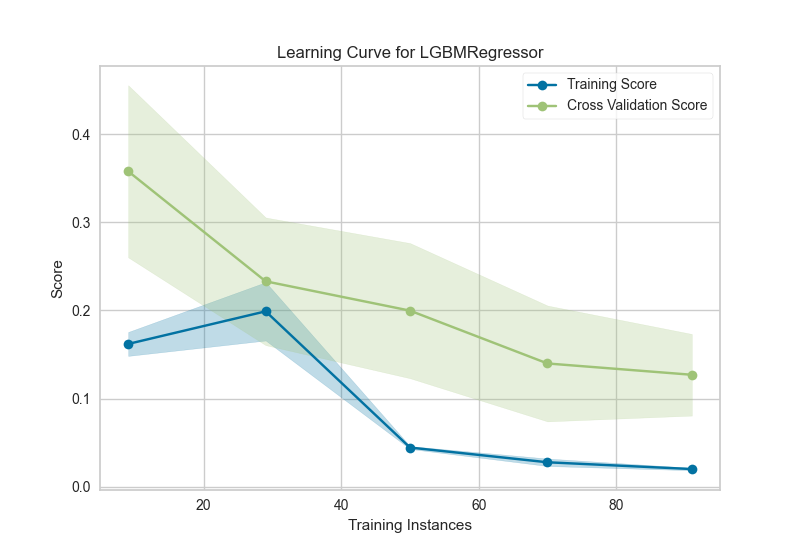 Learning Curve for LGBMRegressor
Training Score
Cross Validation Score
Score
0.4
0.3
0.2
0.1
0.0
20 40 60 80
Training Instances